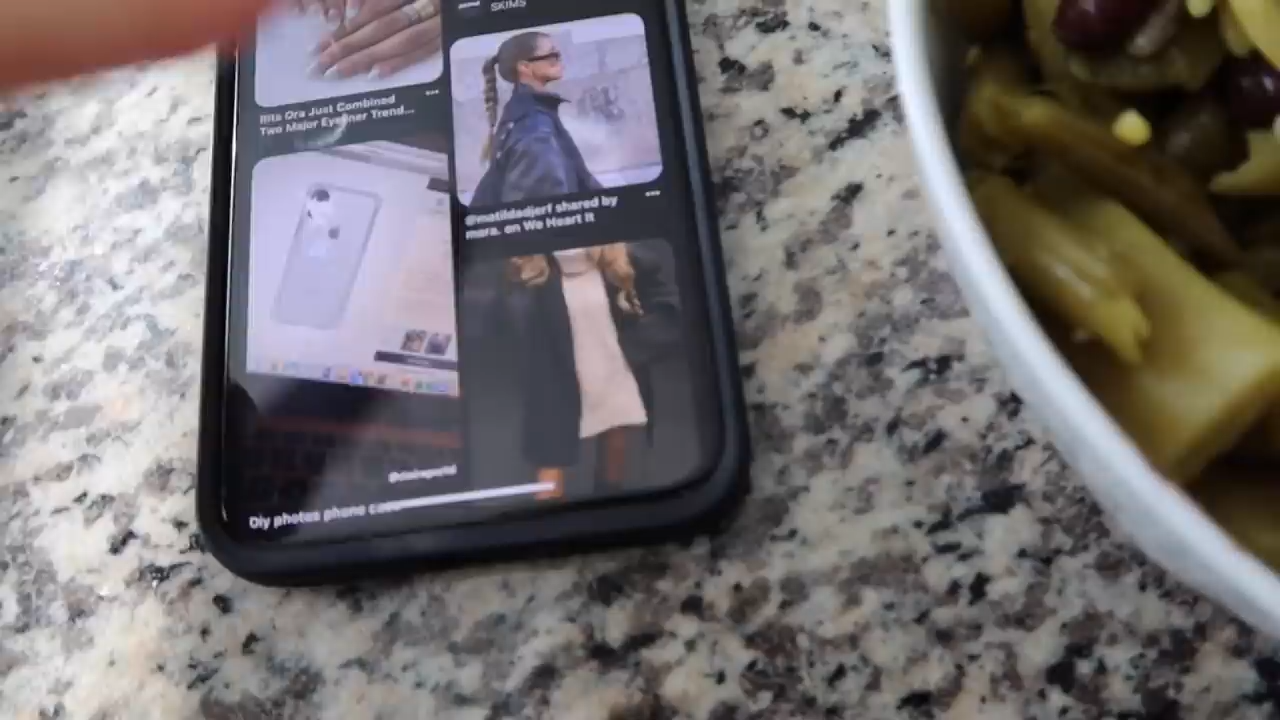 SKIMS
Rita Ora Just Combined
Two Major Eyeliner Trend...
@matildadjerf shared by
mara. on We Heart It
Diy photos phone case